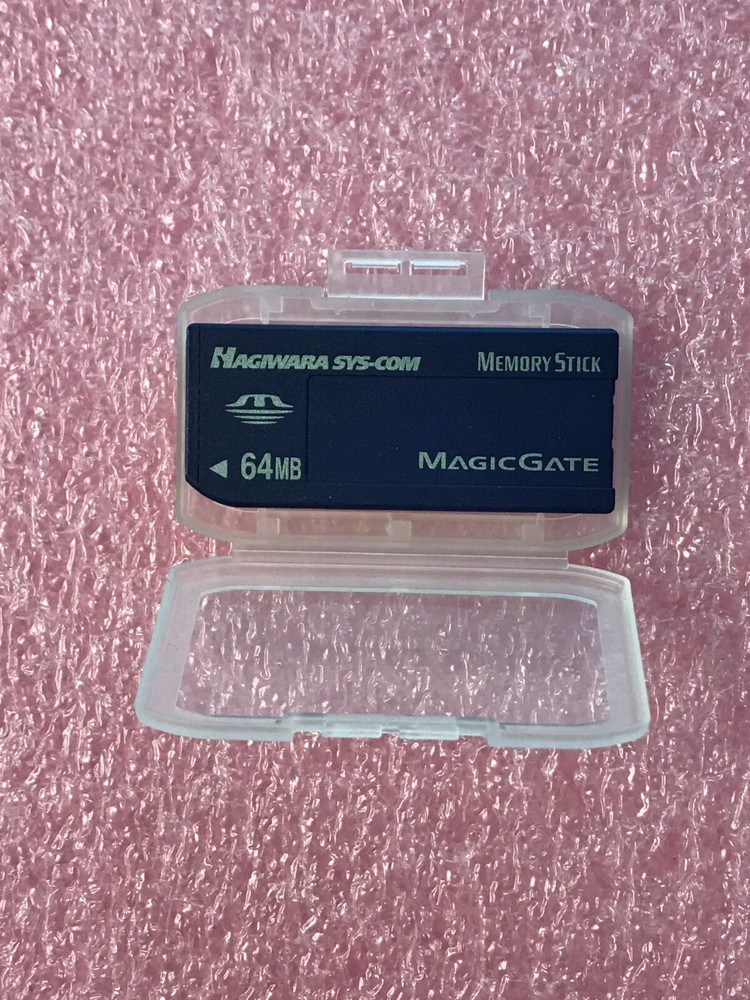 HAGIWARA SYS-COM
MEMORY STICK
◀ 64MB
MAGICGATE